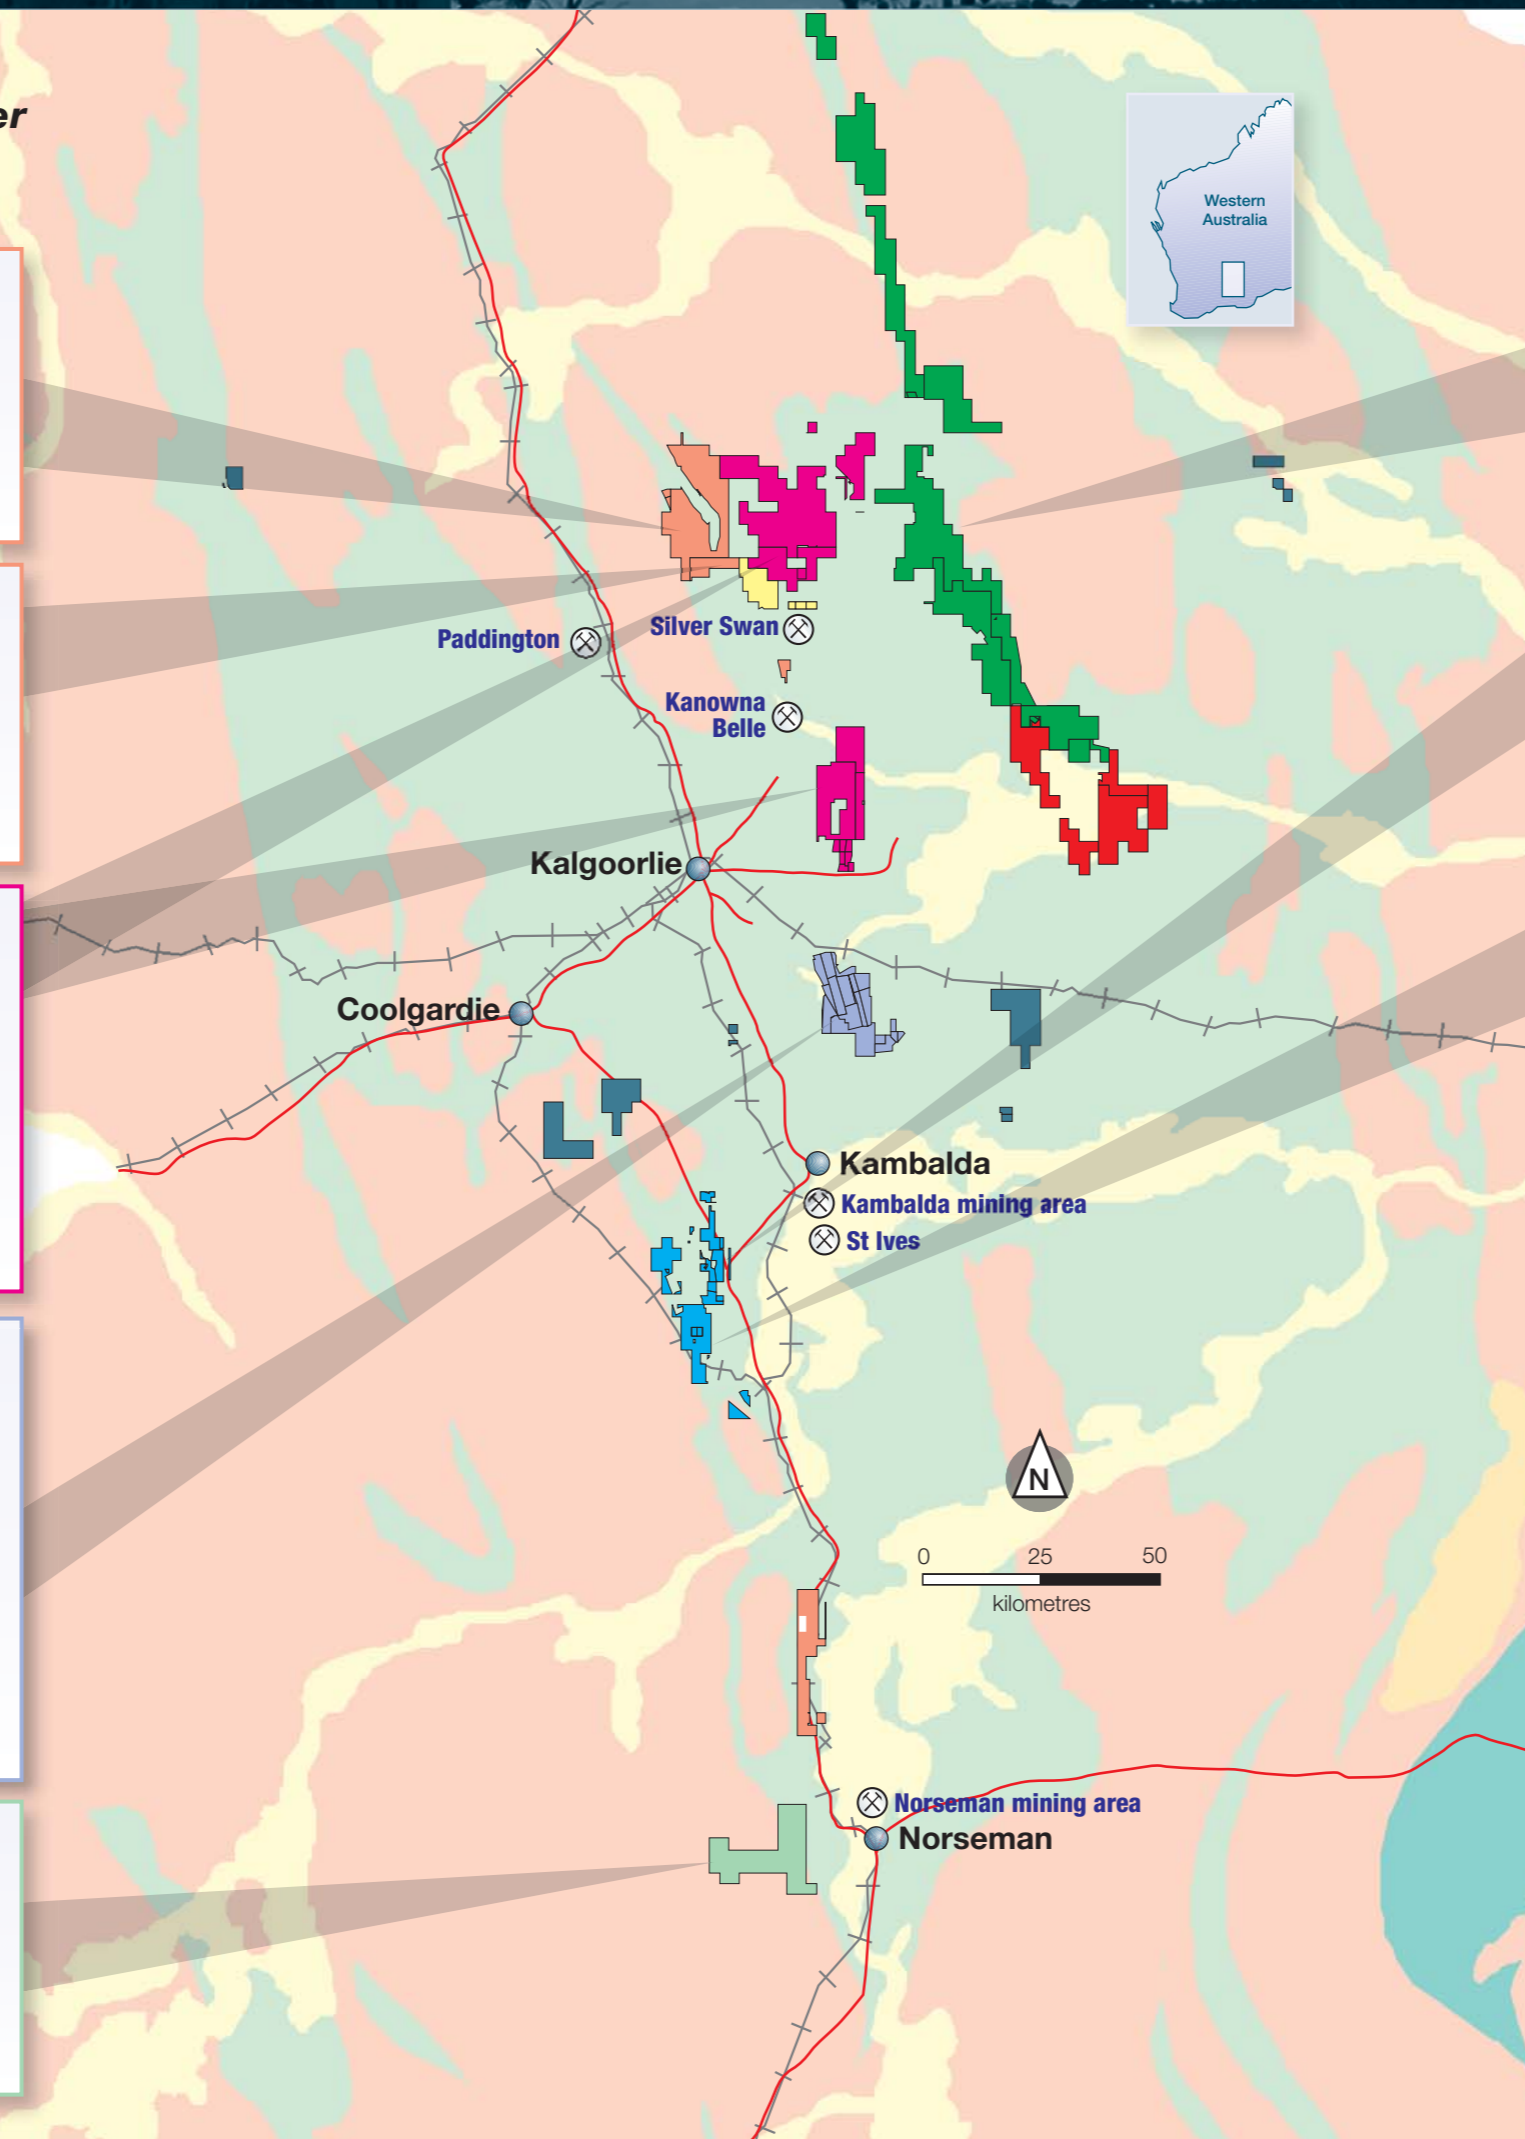 er
Western
Australia
Paddington
Silver Swan
Kanowna
Belle
Kalgoorlie
Coolgardie
Kambalda
Kambalda mining area
St Ives
N
0 25 50
kilometres
Norseman mining area
Norseman